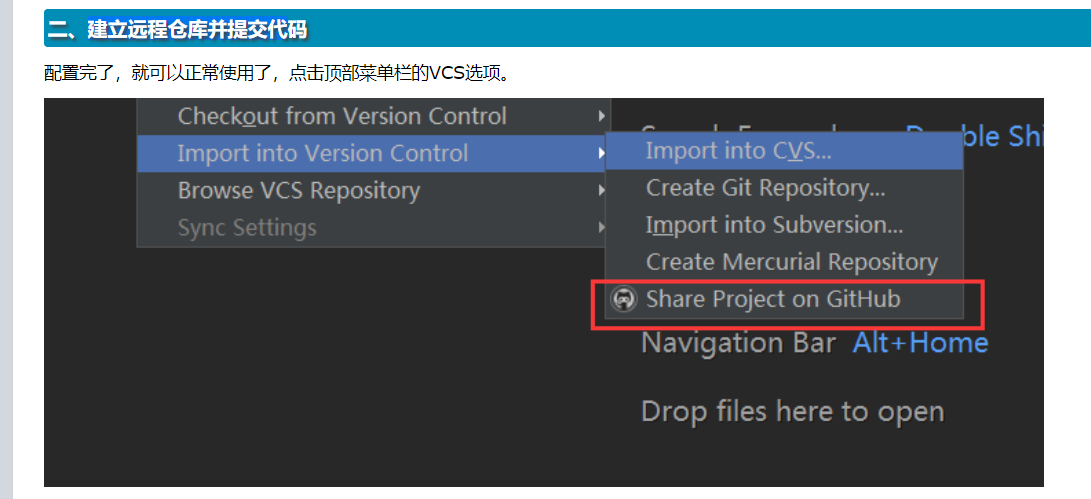 二、建立远程仓库并提交代码
配置完了，就可以正常使用了，点击顶部菜单栏的VCS选项。
Checkout from Version Control
Import into Version Control
Browse VCS Repository
Sync Settings
Double Shi
Import into CVS...
Create Git Repository...
Import into Subversion...
Create Mercurial Repository
Share Project on GitHub
Navigation Bar Alt+Home
Drop files here to open